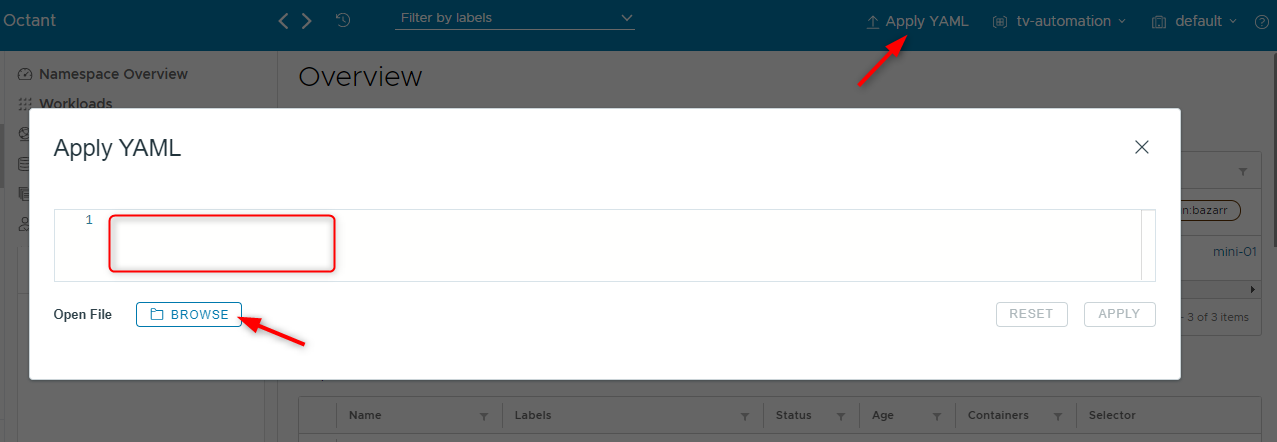 Octant
Filter by labels
Apply YAML
tv-automation
default
Namespace Overview
Overview
Workloads
Apply YAML
1
n:bazarr
mini-01
Open File
BROWSE
RESET
APPLY
- 3 of 3 items
Name
Labels
Status
Age
Containers
Selector